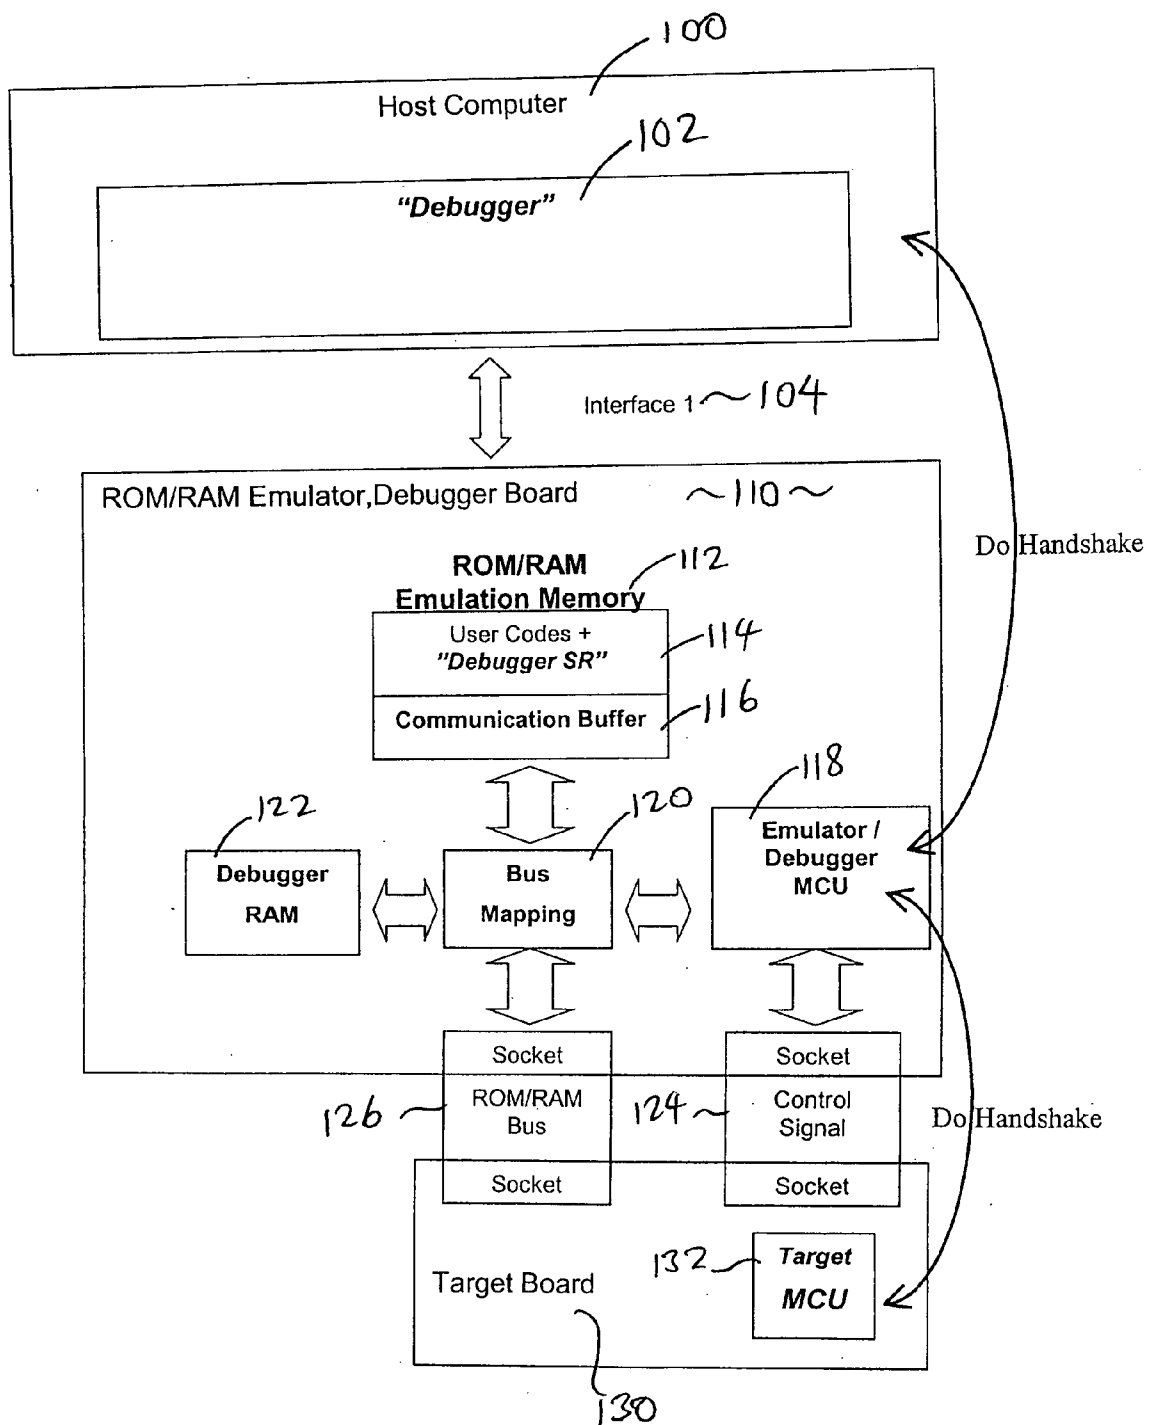 100
Host Computer
102
"Debugger"
Interface 1 ~ 104
ROM/RAM Emulator,Debugger Board ~110~
Do Handshake
ROM/RAM
Emulation Memory
112
User Codes +
"Debugger SR"
114
Communication Buffer
116
118
122
120
Emulator /
Debugger
MCU
Debugger
RAM
Bus
Mapping
Socket
Socket
126
ROM/RAM
Bus
124
Control
Signal
Do Handshake
Socket
Socket
132
Target
MCU
Target Board
130